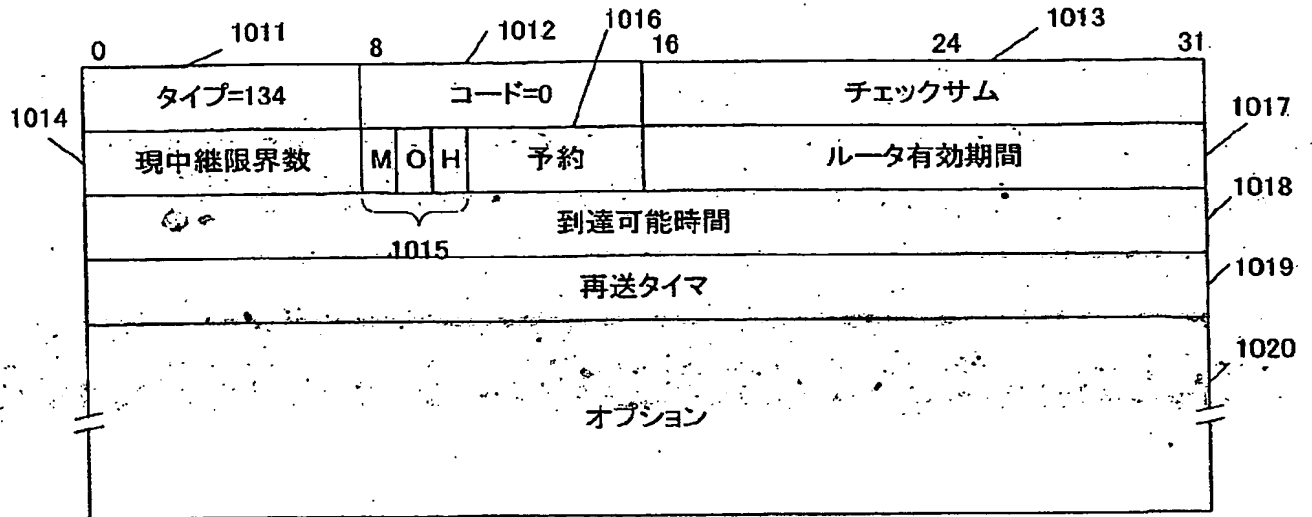 1011 1012 1016 1013
0 8 16 24 31
タイプ=134 コード=0 チェックサム
1014 1017
現中継限界数 M O H 予約 ルータ有効期間
1018
到達可能時間
1015
1019
再送タイマ
1020
オプション